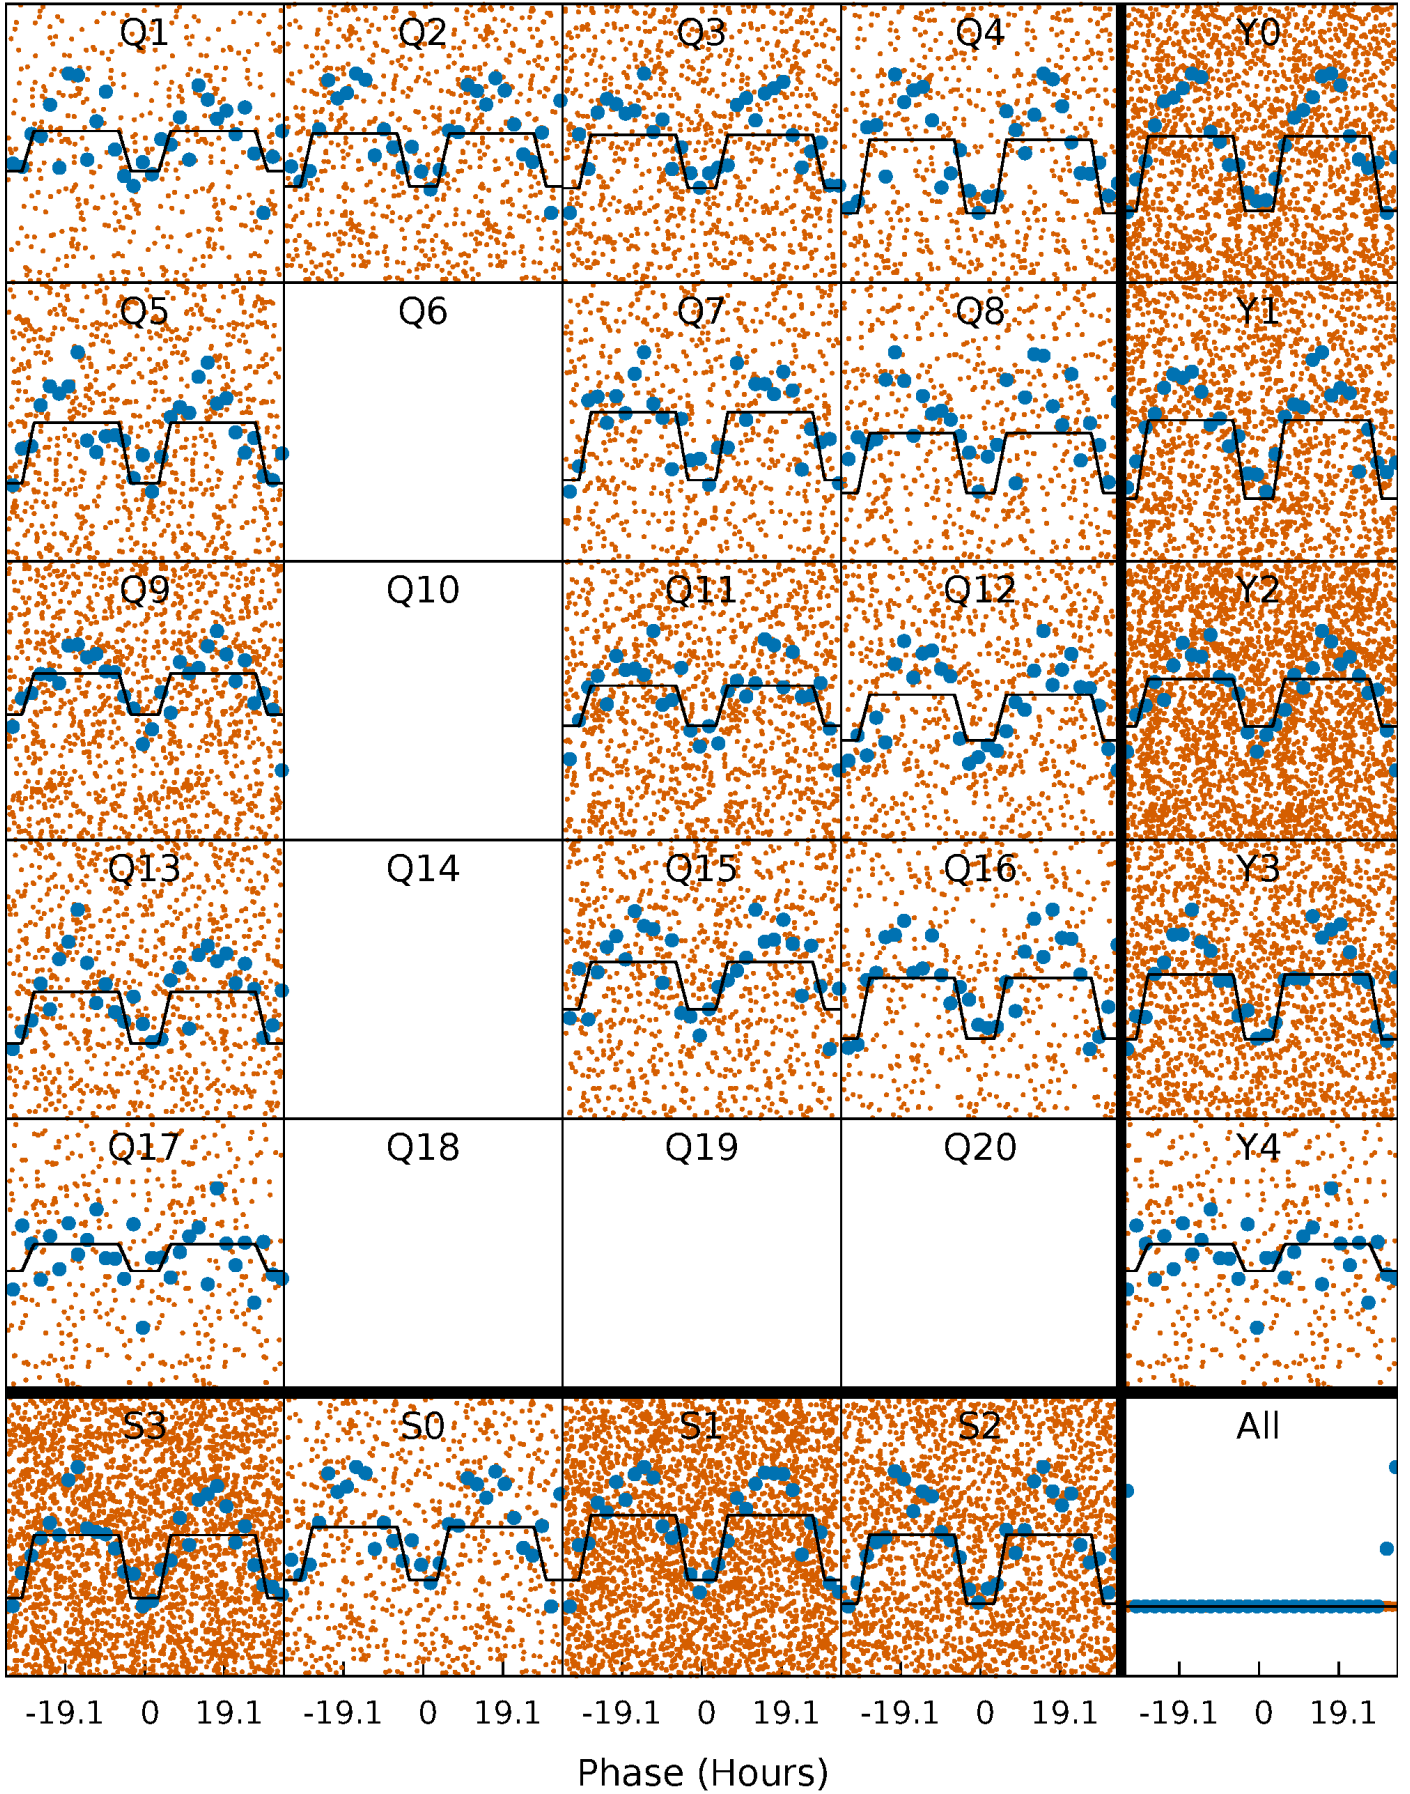 Q1 Q2 Q3 Q4 Y0
Q5 Q6 Q7 Q8 Y1
Q9 Q10 Q11 Q12 Y2
Q13 Q14 Q15 Q16 Y3
Q17 Q18 Q19 Q20 Y4
S3 S0 S1 S2 All
-19.1 0 19.1 -19.1 0 19.1 -19.1 0 19.1 -19.1 0 19.1 -19.1 0 19.1
Phase (Hours)